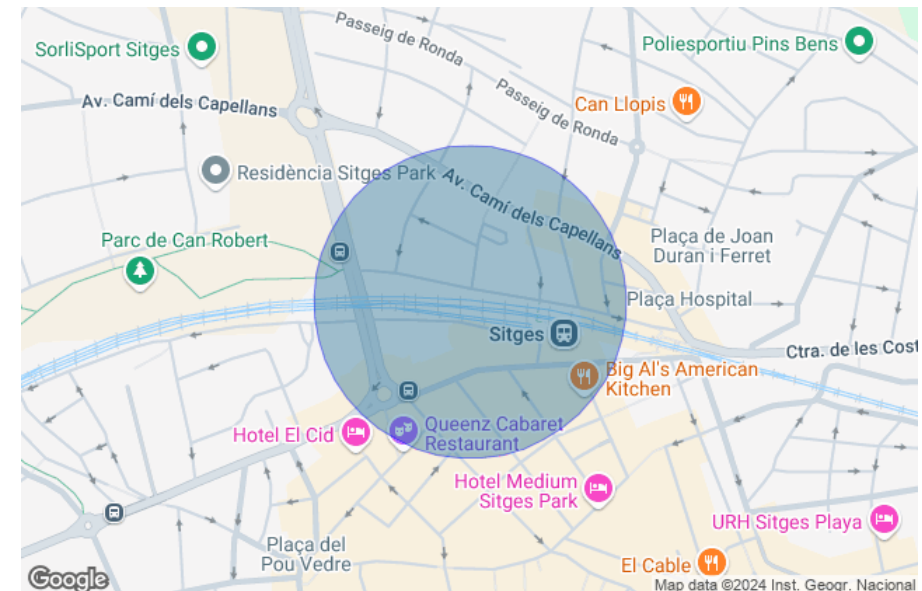 Passeig de Ronda
SorliSport Sitges
Poliesportiu Pins Bens
Av. Camí dels Capellans
Passeig de Ronda
Can Llopis
Residència Sitges Park
Av. Camí dels Capellans
Parc de Can Robert
Plaça de Joan
Duran i Ferret
Plaça Hospital
Sitges
Ctra. de les Cost
Big Al's American
Kitchen
Hotel El Cid
Queenz Cabaret
Restaurant
Hotel Medium
Sitges Park
URH Sitges Playa
Plaça del
Pou Vedre
El Cable
Google
Map data ©2024 Inst. Geogr. Nacional